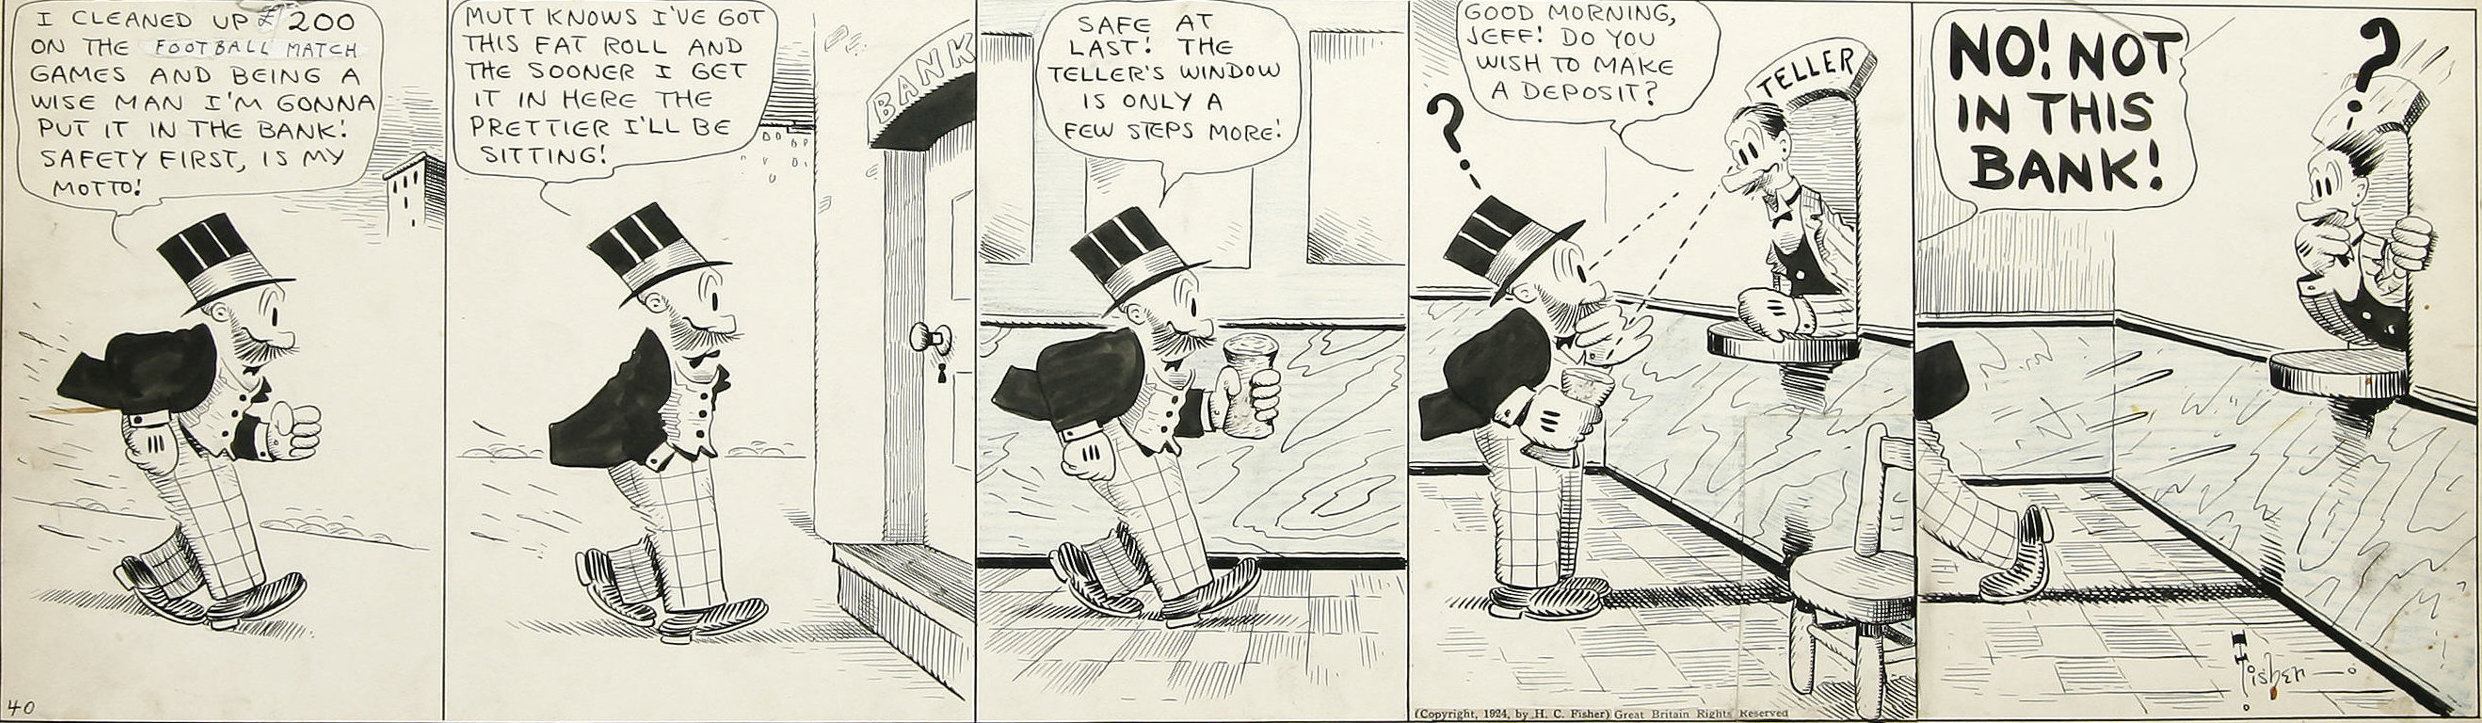 I CLEANED UP £200
ON THE FOOTBALL MATCH
GAMES AND BEING A
WISE MAN I'M GONNA
PUT IT IN THE BANK!
SAFETY FIRST, IS MY
MOTTO!
40
MUTT KNOWS I'VE GOT
THIS FAT ROLL AND
THE SOONER I GET
IT IN HERE THE
PRETTIER I'LL BE
SITTING!
BANK
SAFE AT
LAST! THE
TELLER'S WINDOW
IS ONLY A
FEW STEPS MORE!
GOOD MORNING,
JEFF! DO YOU
WISH TO MAKE
A DEPOSIT?
?
TELLER
(Copyright, 1924, by H. C. Fisher) Great Britain Rights Reserved
NO! NOT
IN THIS
BANK!
?
Fisher